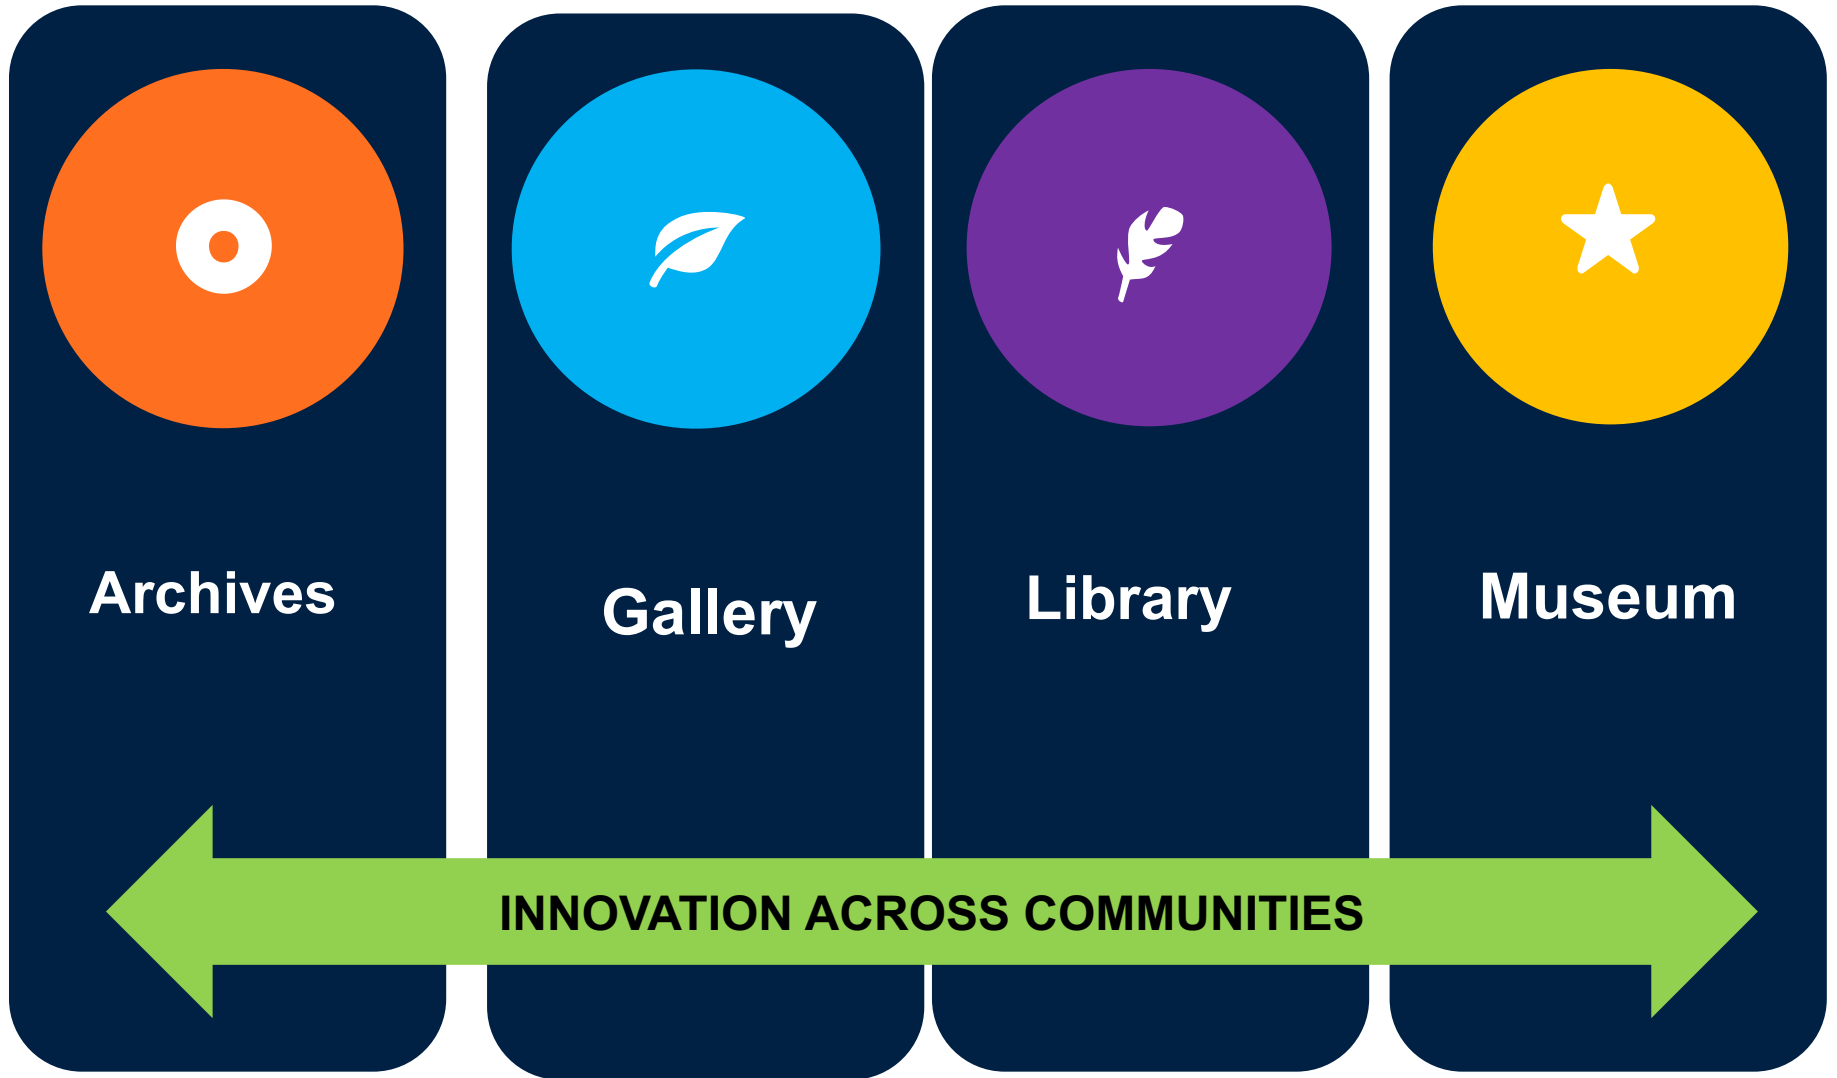 Archives
Gallery
Library
Museum
INNOVATION ACROSS COMMUNITIES